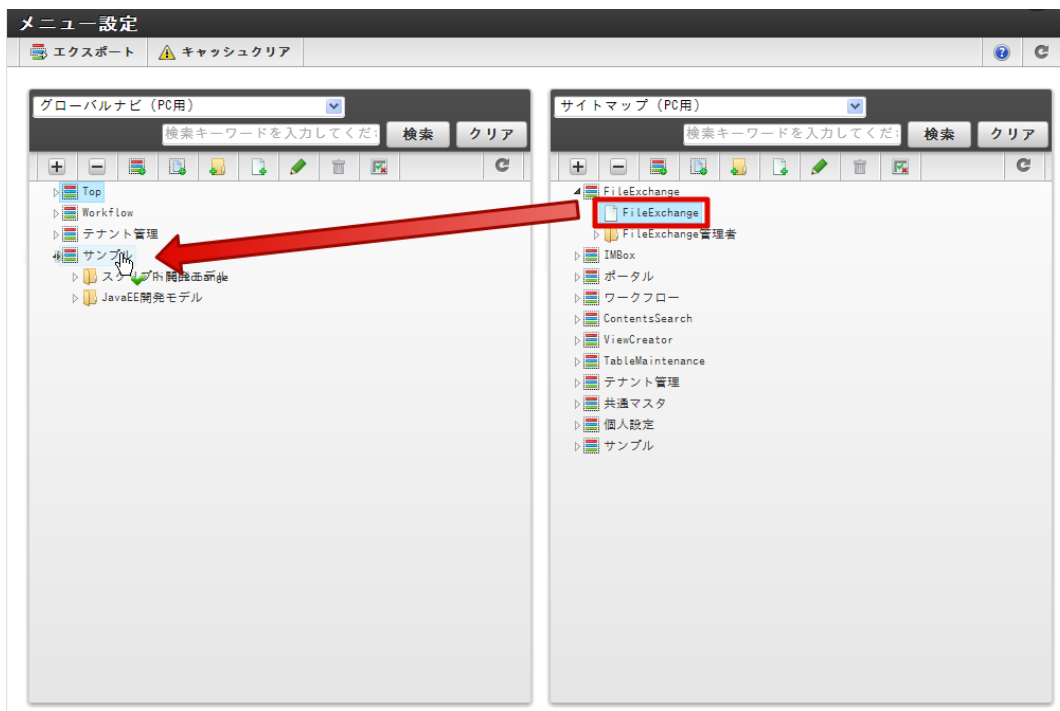 メニュー設定
エクスポート キャッシュクリア
グローバルナビ (PC用)
検索キーワードを入力してくだ 検索 クリア
Top
Workflow
テナント管理
サンプル
JavaEE開発モデル
サイトマップ (PC用)
検索キーワードを入力してくだ 検索 クリア
FileExchange
FileExchange
FileExchange管理者
IMBox
ポータル
ワークフロー
ContentsSearch
ViewCreator
TableMaintenance
テナント管理
共通マスタ
個人設定
サンプル